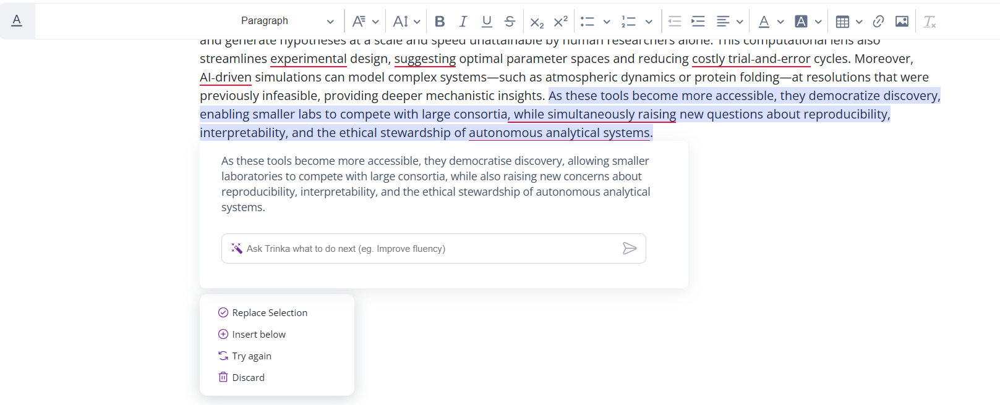 Paragraph
and generate hypotheses at a scale and speed unattainable by human researchers alone. This computational lens also
streamlines experimental design, suggesting optimal parameter spaces and reducing costly trial-and-error cycles. Moreover,
AI-driven simulations can model complex systems—such as atmospheric dynamics or protein folding—at resolutions that were
previously infeasible, providing deeper mechanistic insights. As these tools become more accessible, they democratize discovery,
enabling smaller labs to compete with large consortia, while simultaneously raising new questions about reproducibility,
interpretability, and the ethical stewardship of autonomous analytical systems.
As these tools become more accessible, they democratise discovery, allowing smaller
laboratories to compete with large consortia, while also raising new concerns about
reproducibility, interpretability, and the ethical stewardship of autonomous analytical
systems.
Ask Trinka what to do next (eg. Improve fluency)
Replace Selection
Insert below
Try again
Discard